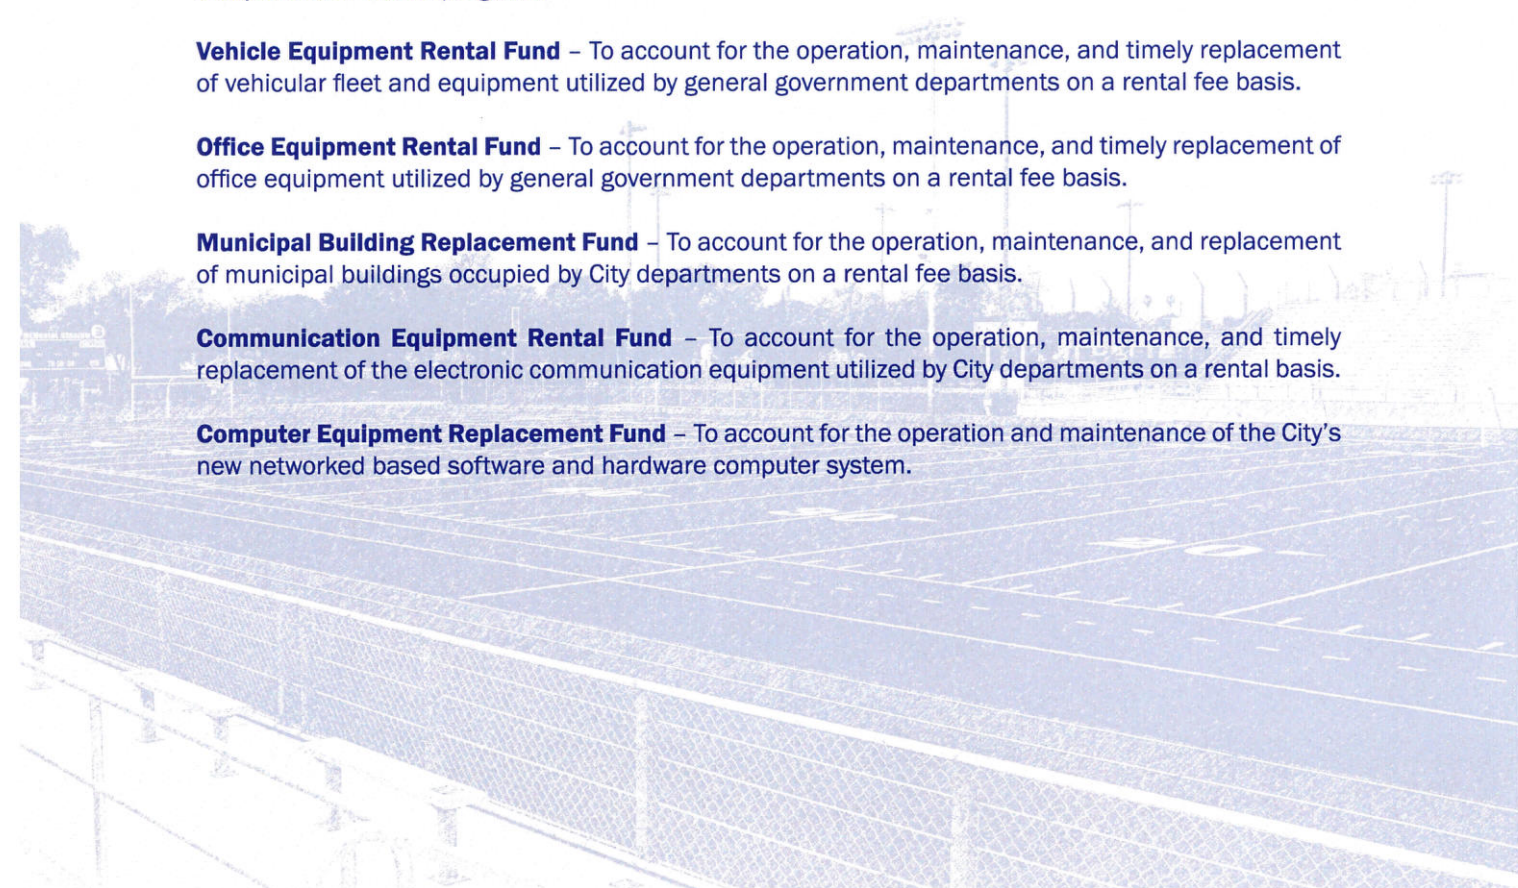 Vehicle Equipment Rental Fund – To account for the operation, maintenance, and timely replacement
of vehicular fleet and equipment utilized by general government departments on a rental fee basis.
Office Equipment Rental Fund – To account for the operation, maintenance, and timely replacement of
office equipment utilized by general government departments on a rental fee basis.
Municipal Building Replacement Fund – To account for the operation, maintenance, and replacement
of municipal buildings occupied by City departments on a rental fee basis.
Communication Equipment Rental Fund – To account for the operation, maintenance, and timely
replacement of the electronic communication equipment utilized by City departments on a rental basis.
Computer Equipment Replacement Fund – To account for the operation and maintenance of the City's
new networked based software and hardware computer system.